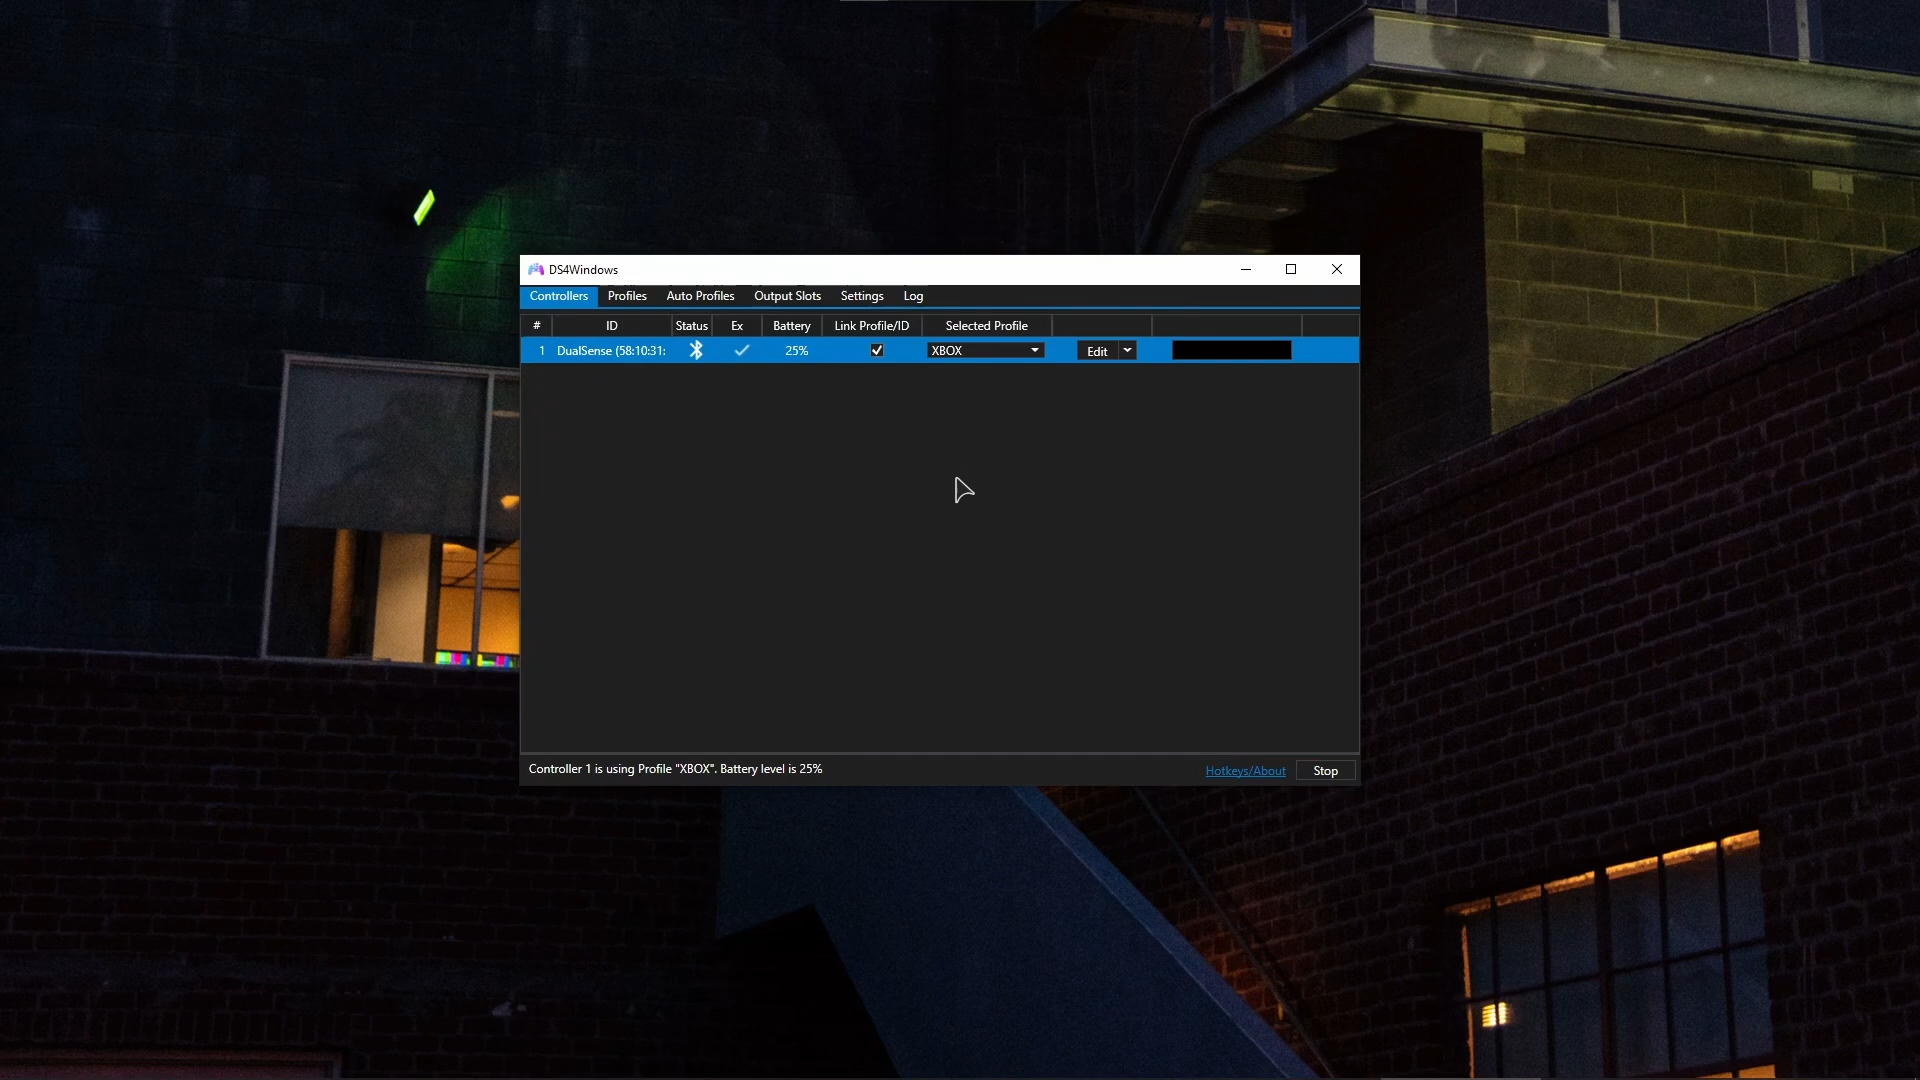 DS4Windows
Controllers Profiles Auto Profiles Output Slots Settings Log
# ID Status Ex Battery Link Profile/ID Selected Profile
1 DualSense (58:10:31: 25% XBOX Edit
Controller 1 is using Profile "XBOX". Battery level is 25% Hotkeys/About Stop